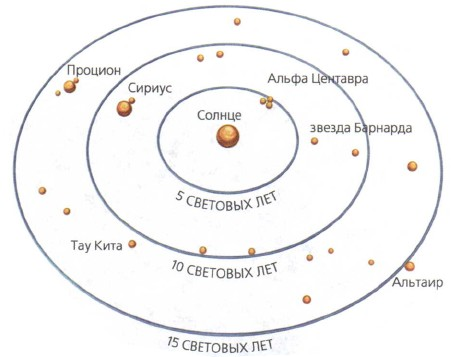 Процион
Сириус
Альфа Центавра
Солнце
звезда Барнарда
5 СВЕТОВЫХ ЛЕТ
Тау Кита
10 СВЕТОВЫХ ЛЕТ
Альтаир
15 СВЕТОВЫХ ЛЕТ